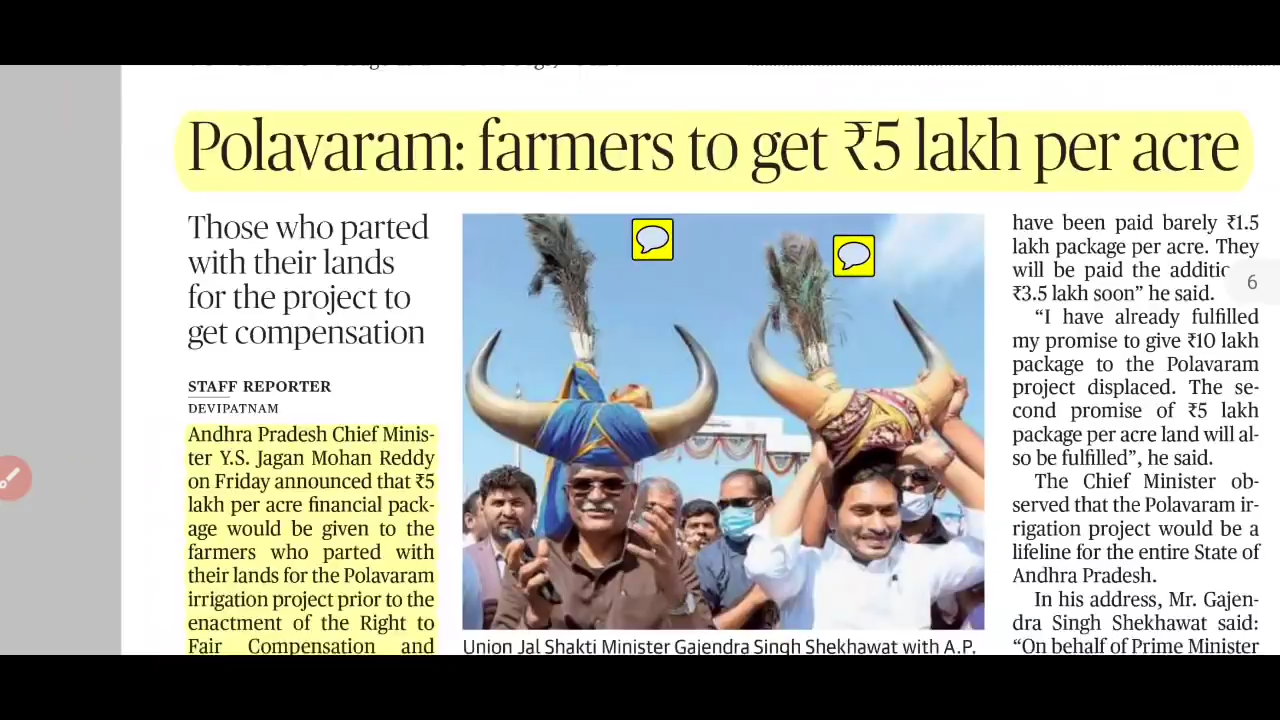 Polavaram: farmers to get ₹5 lakh per acre
Those who parted
with their lands
for the project to
get compensation
STAFF REPORTER
DEVIPATNAM
Andhra Pradesh Chief Minis-
ter Y.S. Jagan Mohan Reddy
on Friday announced that ₹5
lakh per acre financial pack-
age would be given to the
farmers who parted with
their lands for the Polavaram
irrigation project prior to the
enactment of the Right to
Fair Compensation and
Union Jal Shakti Minister Gajendra Singh Shekhawat with A.P.
have been paid barely ₹1.5
lakh package per acre. They
will be paid the
₹3.5 lakh soon” he said.
“I have already fulfilled
my promise to give ₹10 lakh
package to the Polavaram
project displaced. The se-
cond promise of ₹5 lakh
package per acre land will al-
so be fulfilled”, he said.
The Chief Minister ob-
served that the Polavaram ir-
rigation project would be a
lifeline for the entire State of
Andhra Pradesh.
In his address, Mr. Gajen-
dra Singh Shekhawat said:
“On behalf of Prime Minister
6